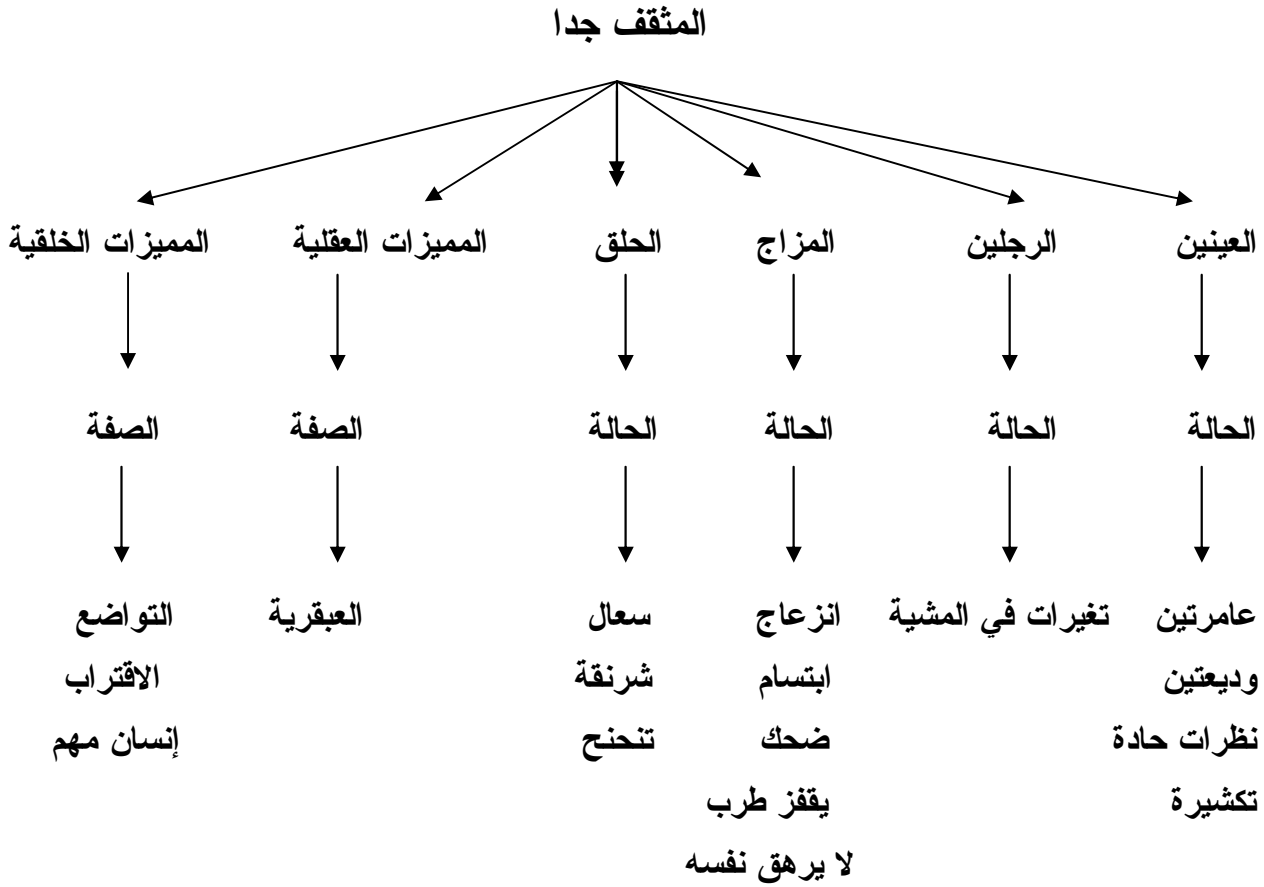 المثقف جدا
العينين الرجلين المزاج الحلق المميزات العقلية المميزات الخلقية
الحالة الحالة الحالة الحالة الصفة الصفة
عامرتين تغيرات في المشية انزعاج سعال العبقرية التواضع
وديعتين ابتسام شرنقة الاقتراب
نظرات حادة ضحك تنحنح إنسان مهم
تكشيرة يقفز طرب
لا يرهق نفسه